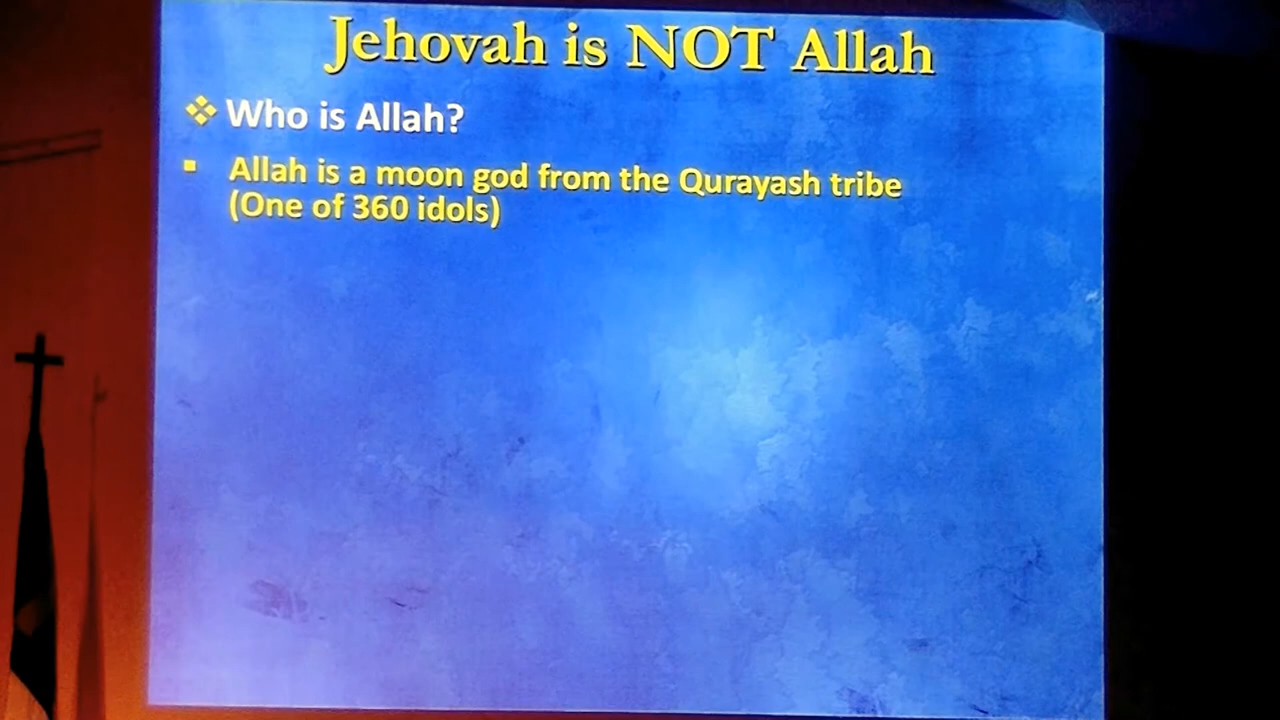 Jehovah is NOT Allah
❖ Who is Allah?
▪ Allah is a moon god from the Qurayash tribe
(One of 360 idols)